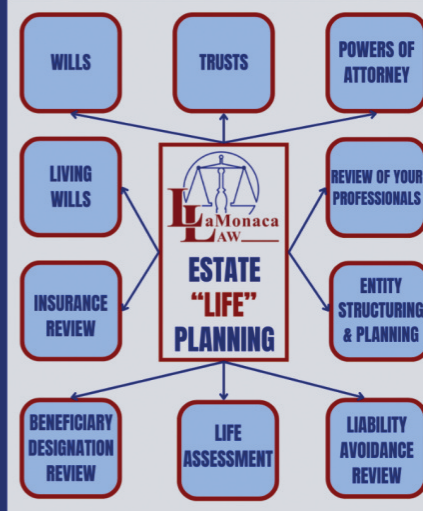 WILLS
TRUSTS
POWERS OF
ATTORNEY
LIVING
WILLS
LaMonaca
LAW
REVIEW OF YOUR
PROFESSIONALS
ESTATE
“LIFE”
PLANNING
INSURANCE
REVIEW
ENTITY
STRUCTURING
& PLANNING
BENEFICIARY
DESIGNATION
REVIEW
LIFE
ASSESSMENT
LIABILITY
AVOIDANCE
REVIEW